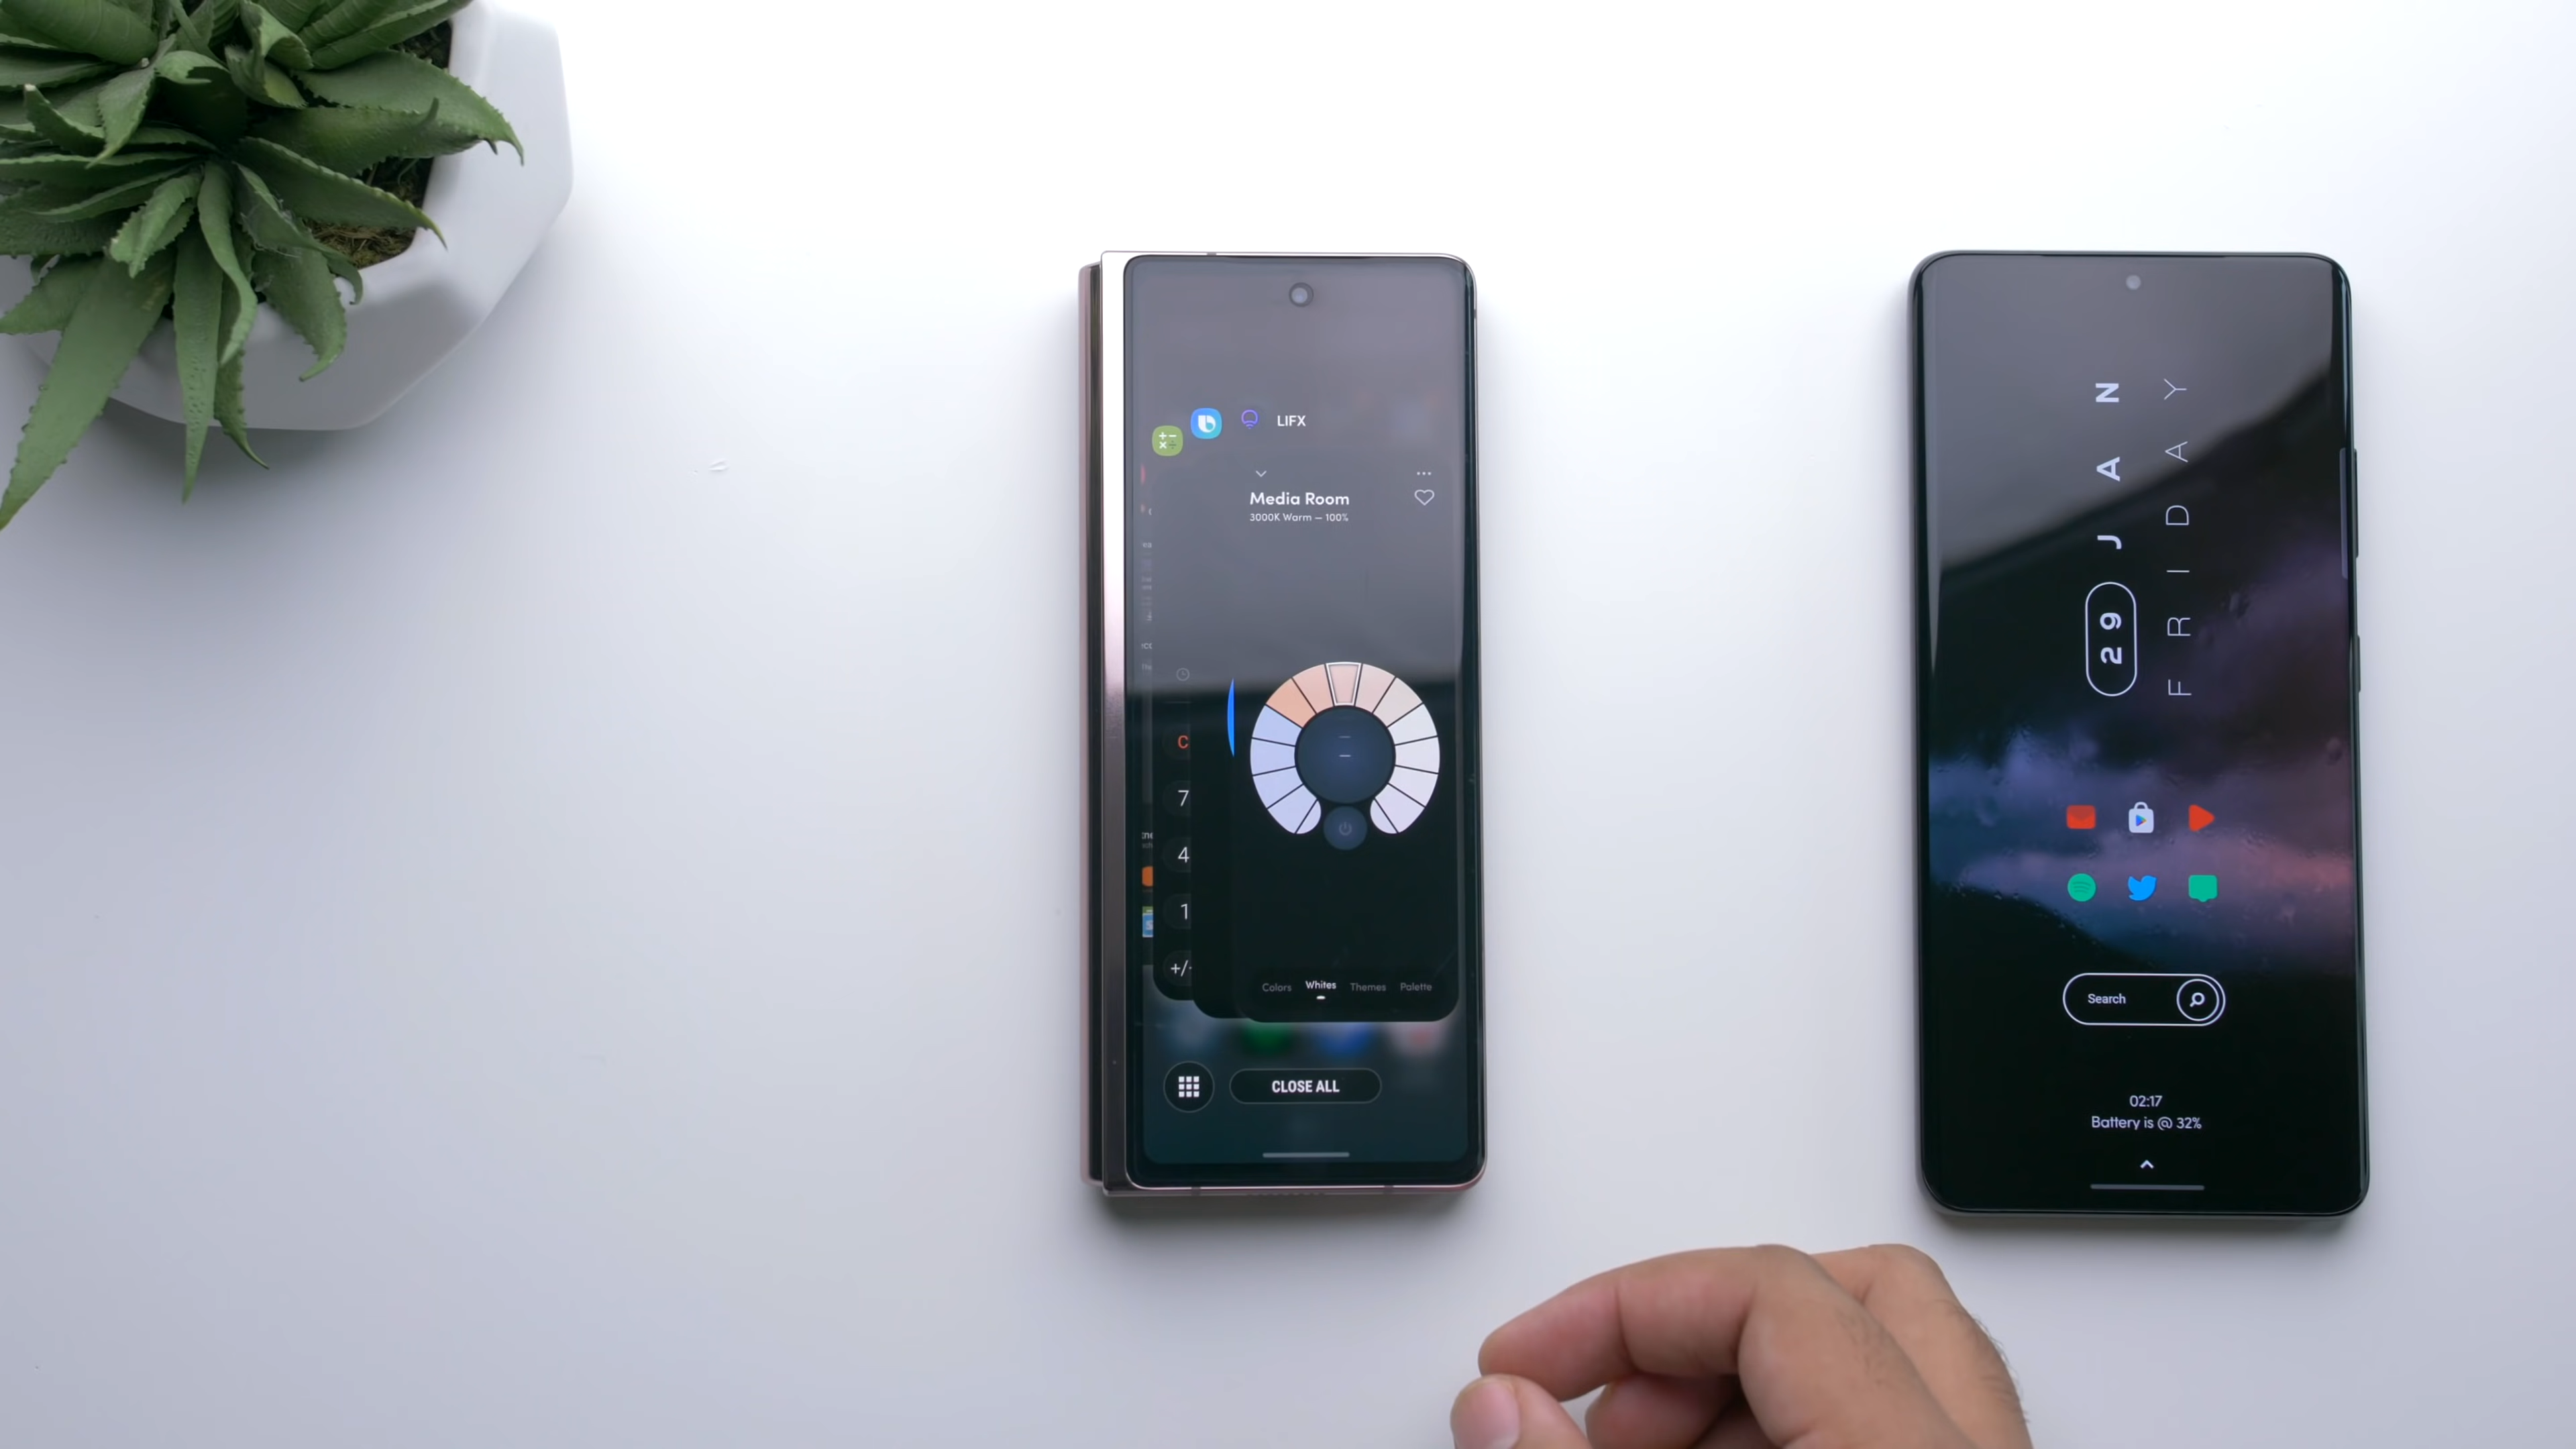 LIFX
Media Room
3000K Warm — 100%
C
7
4
1
+/-
Colors Whites Themes Palette
CLOSE ALL
29 JAN
FRIDAY
Search
02:17
Battery is @ 32%